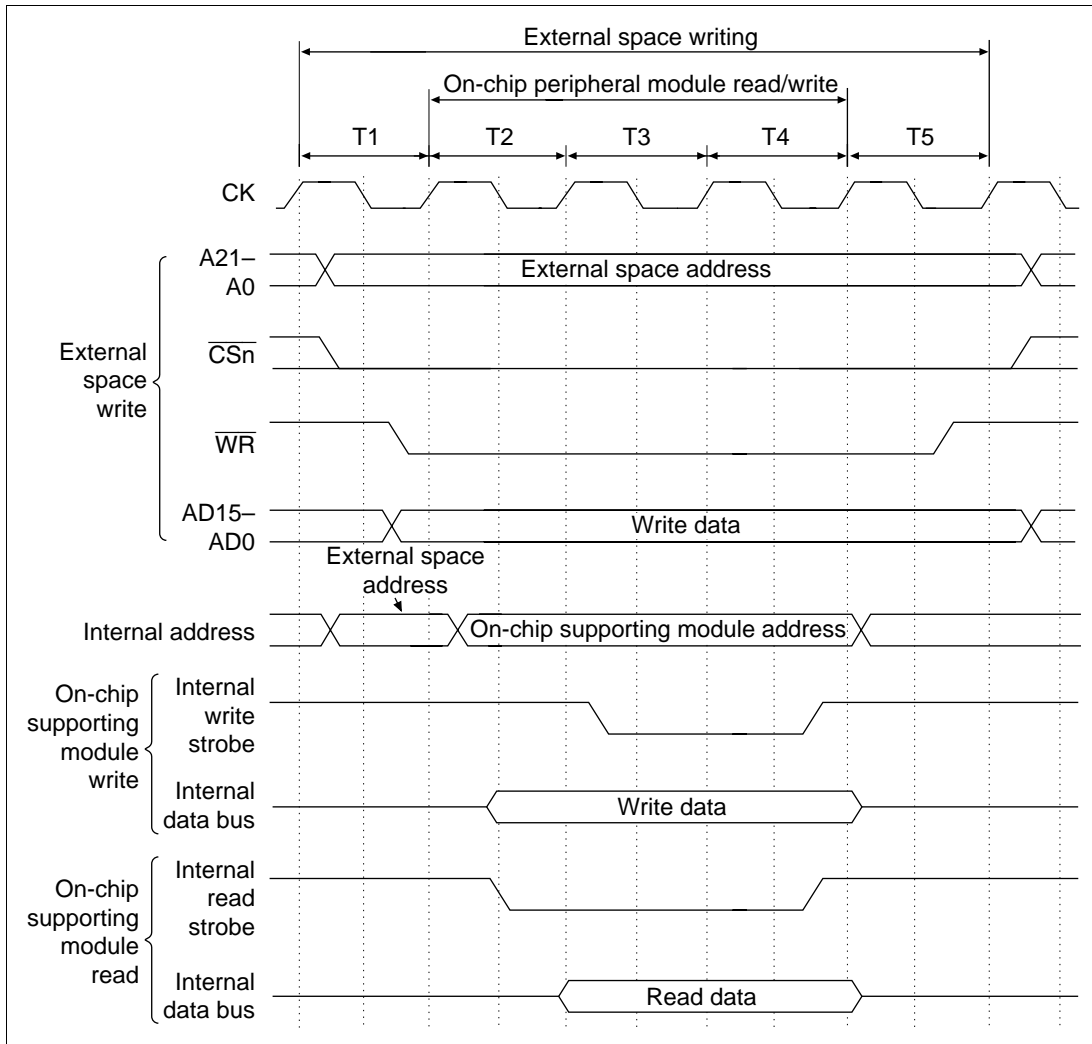 External space writing
On-chip peripheral module read/write
T1 T2 T3 T4 T5
CK
A21–
A0
External space address
External
space
write
CSn
WR
AD15–
AD0
Write data
External space
address
Internal address
On-chip supporting module address
On-chip
supporting
module
write
Internal
write
strobe
Internal
data bus
Write data
On-chip
supporting
module
read
Internal
read
strobe
Internal
data bus
Read data